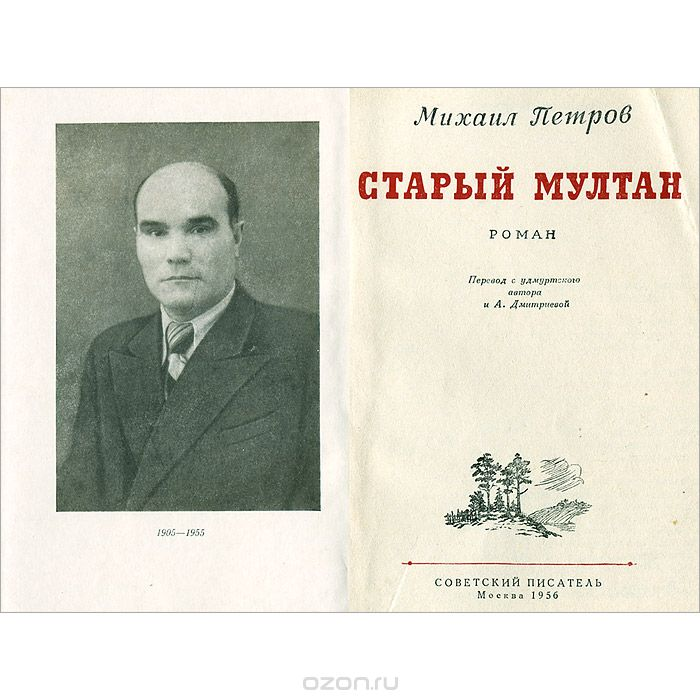 Михаил Петров
СТАРЫЙ МУЛТАН
РОМАН
Перевод с удмуртского
автора
и А. Дмитриевой
1905—1955
СОВЕТСКИЙ ПИСАТЕЛЬ
Москва 1956
ozon.ru